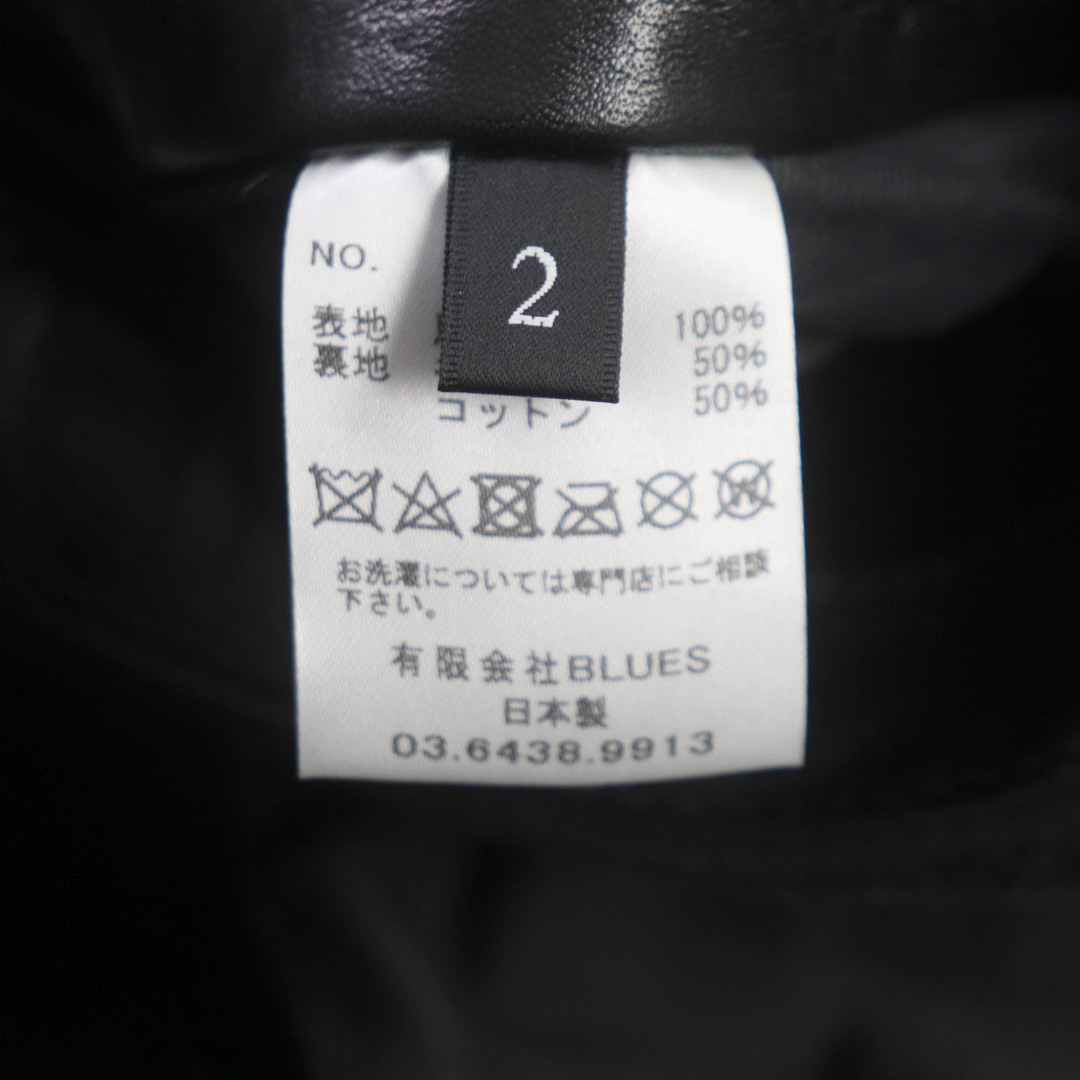 NO.
2
表地 100%
裏地 50%
コットン 50%
お洗濯については専門店にご相談
下さい。
有限会社BLUES
日本製
03.6438.9913